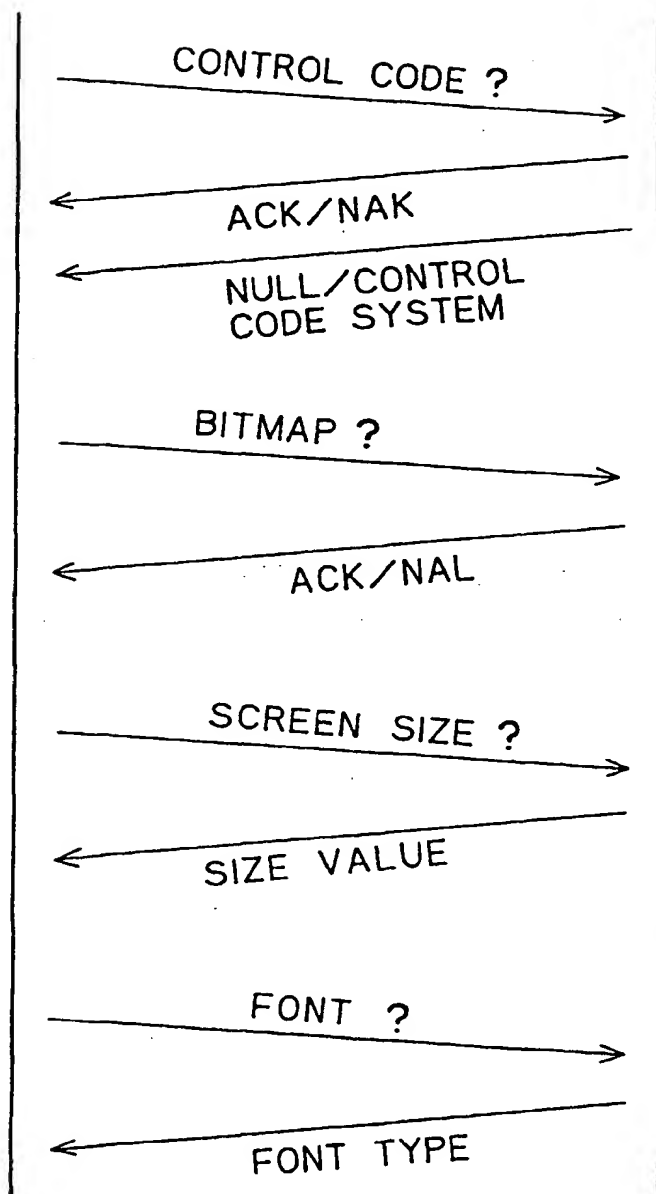 CONTROL CODE ?
ACK/NAK
NULL/CONTROL
CODE SYSTEM
BITMAP ?
ACK/NAL
SCREEN SIZE ?
SIZE VALUE
FONT ?
FONT TYPE